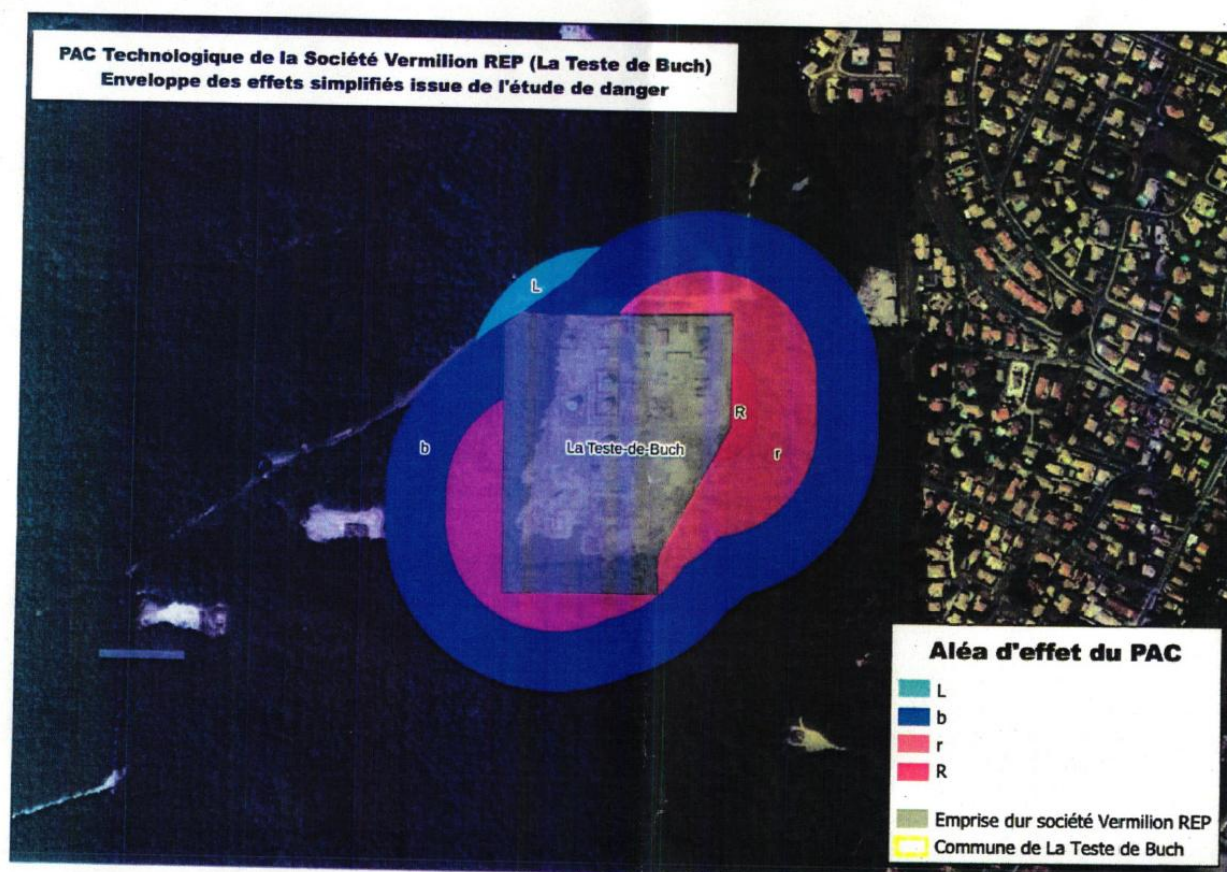 PAC Technologique de la Société Vermilion REP (La Teste de Buch)
Enveloppe des effets simplifiés issue de l'étude de danger
L
R
La Teste-de-Buch
b
r
Aléa d'effet du PAC
L
b
r
R
Emprise dur société Vermilion REP
Commune de La Teste de Buch